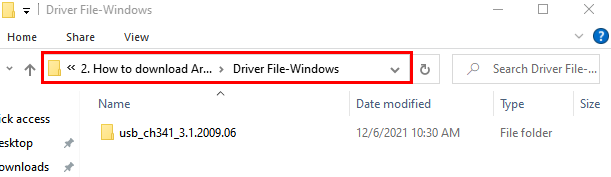 Driver File-Windows
Home Share View
« 2. How to download Ar... > Driver File-Windows
Search Driver File-...
Name Date modified Type Size
usb_ch341_3.1.2009.06 12/6/2021 10:30 AM File folder
ck access
esktop
ownloads